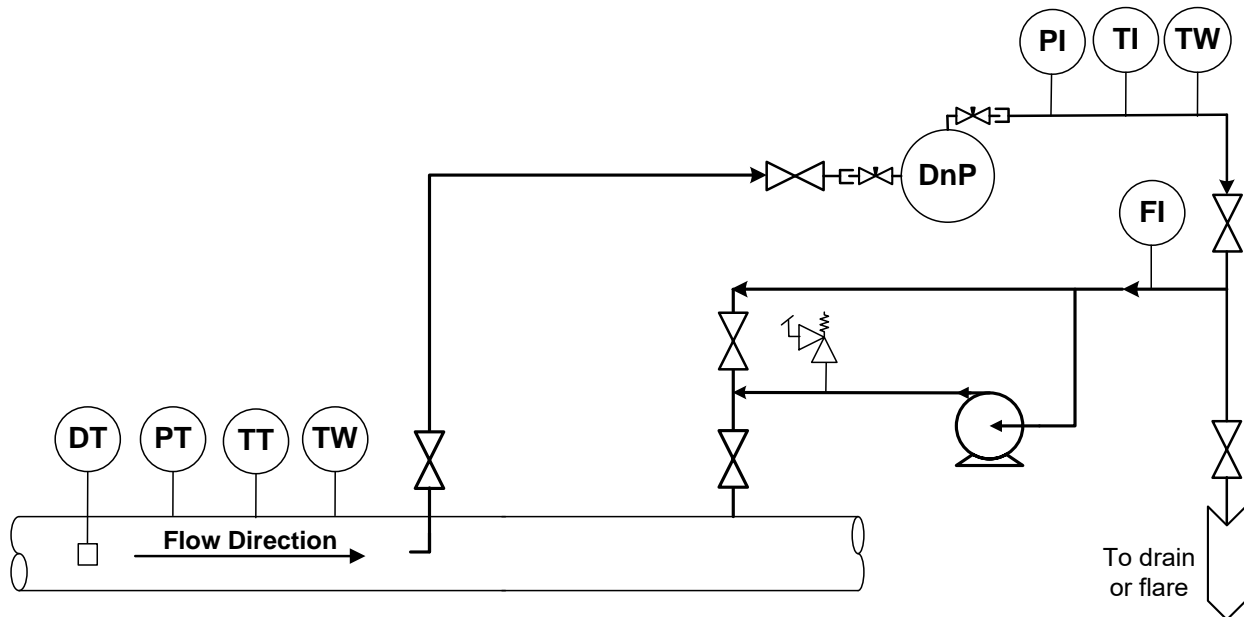 PI
TI
TW
DnP
FI
DT
PT
TT
TW
Flow Direction
To drain
or flare